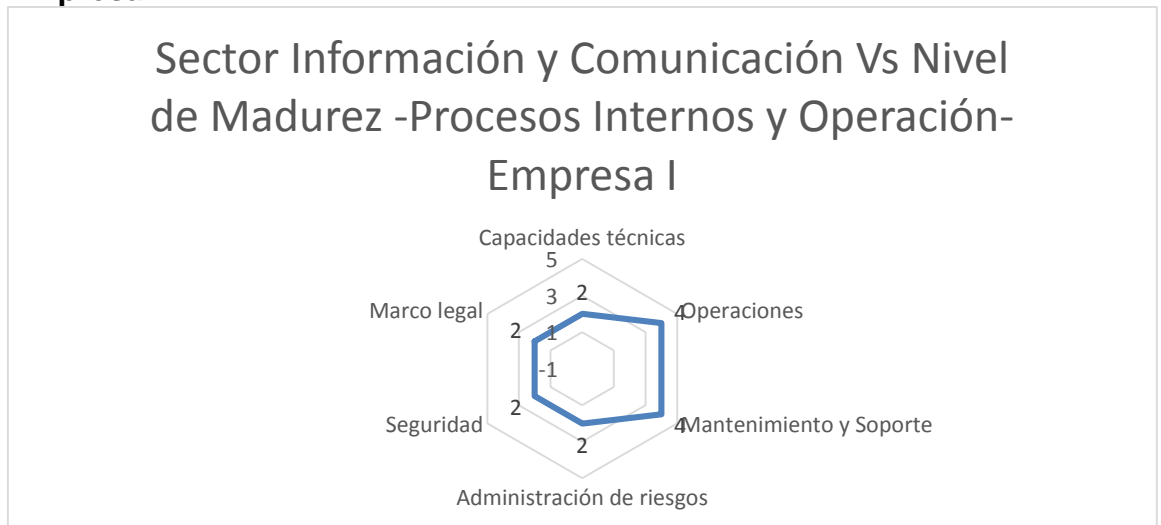 Sector Información y Comunicación Vs Nivel
de Madurez -Procesos Internos y Operación-
Empresa I
Capacidades técnicas
5
3
2
Marco legal
2
1
4
Operaciones
-1
Seguridad
2
4
Mantenimiento y Soporte
2
Administración de riesgos